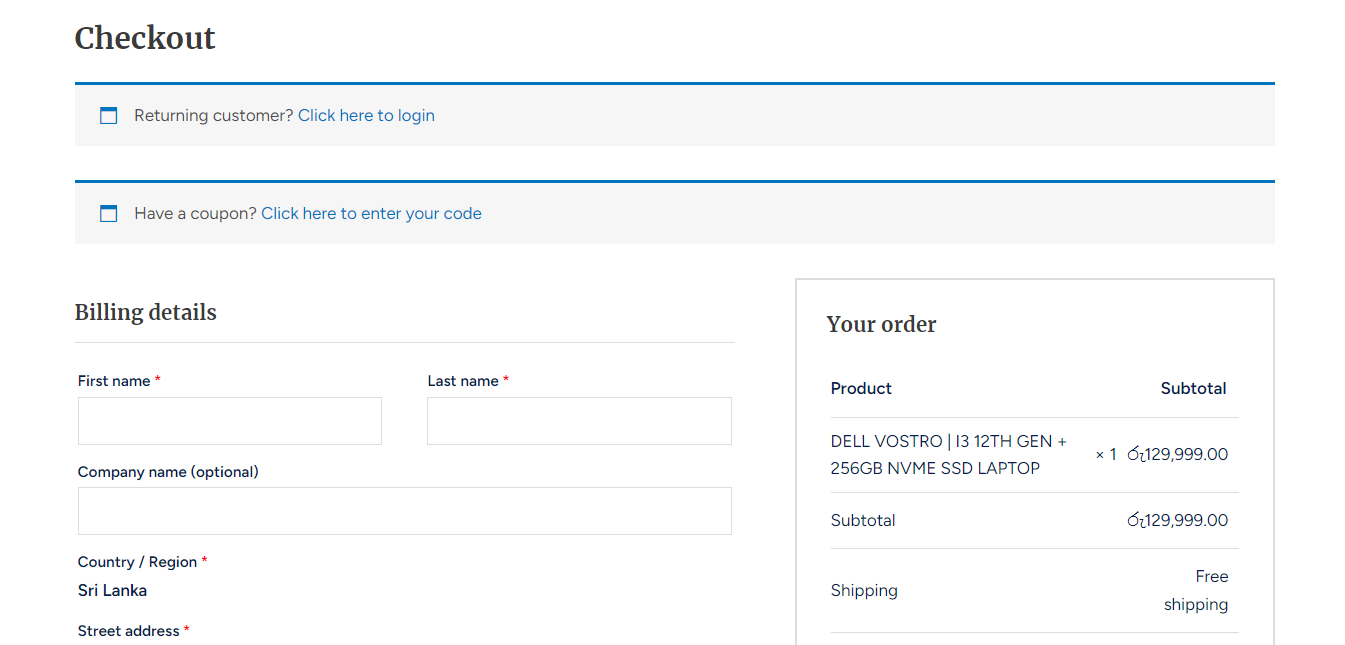 Checkout
Returning customer? Click here to login
Have a coupon? Click here to enter your code
Billing details
First name *
Last name *
Company name (optional)
Country / Region *
Sri Lanka
Street address *
Your order
Product Subtotal
DELL VOSTRO | I3 12TH GEN +
256GB NVME SSD LAPTOP × 1 රු129,999.00
Subtotal රු129,999.00
Shipping Free
shipping